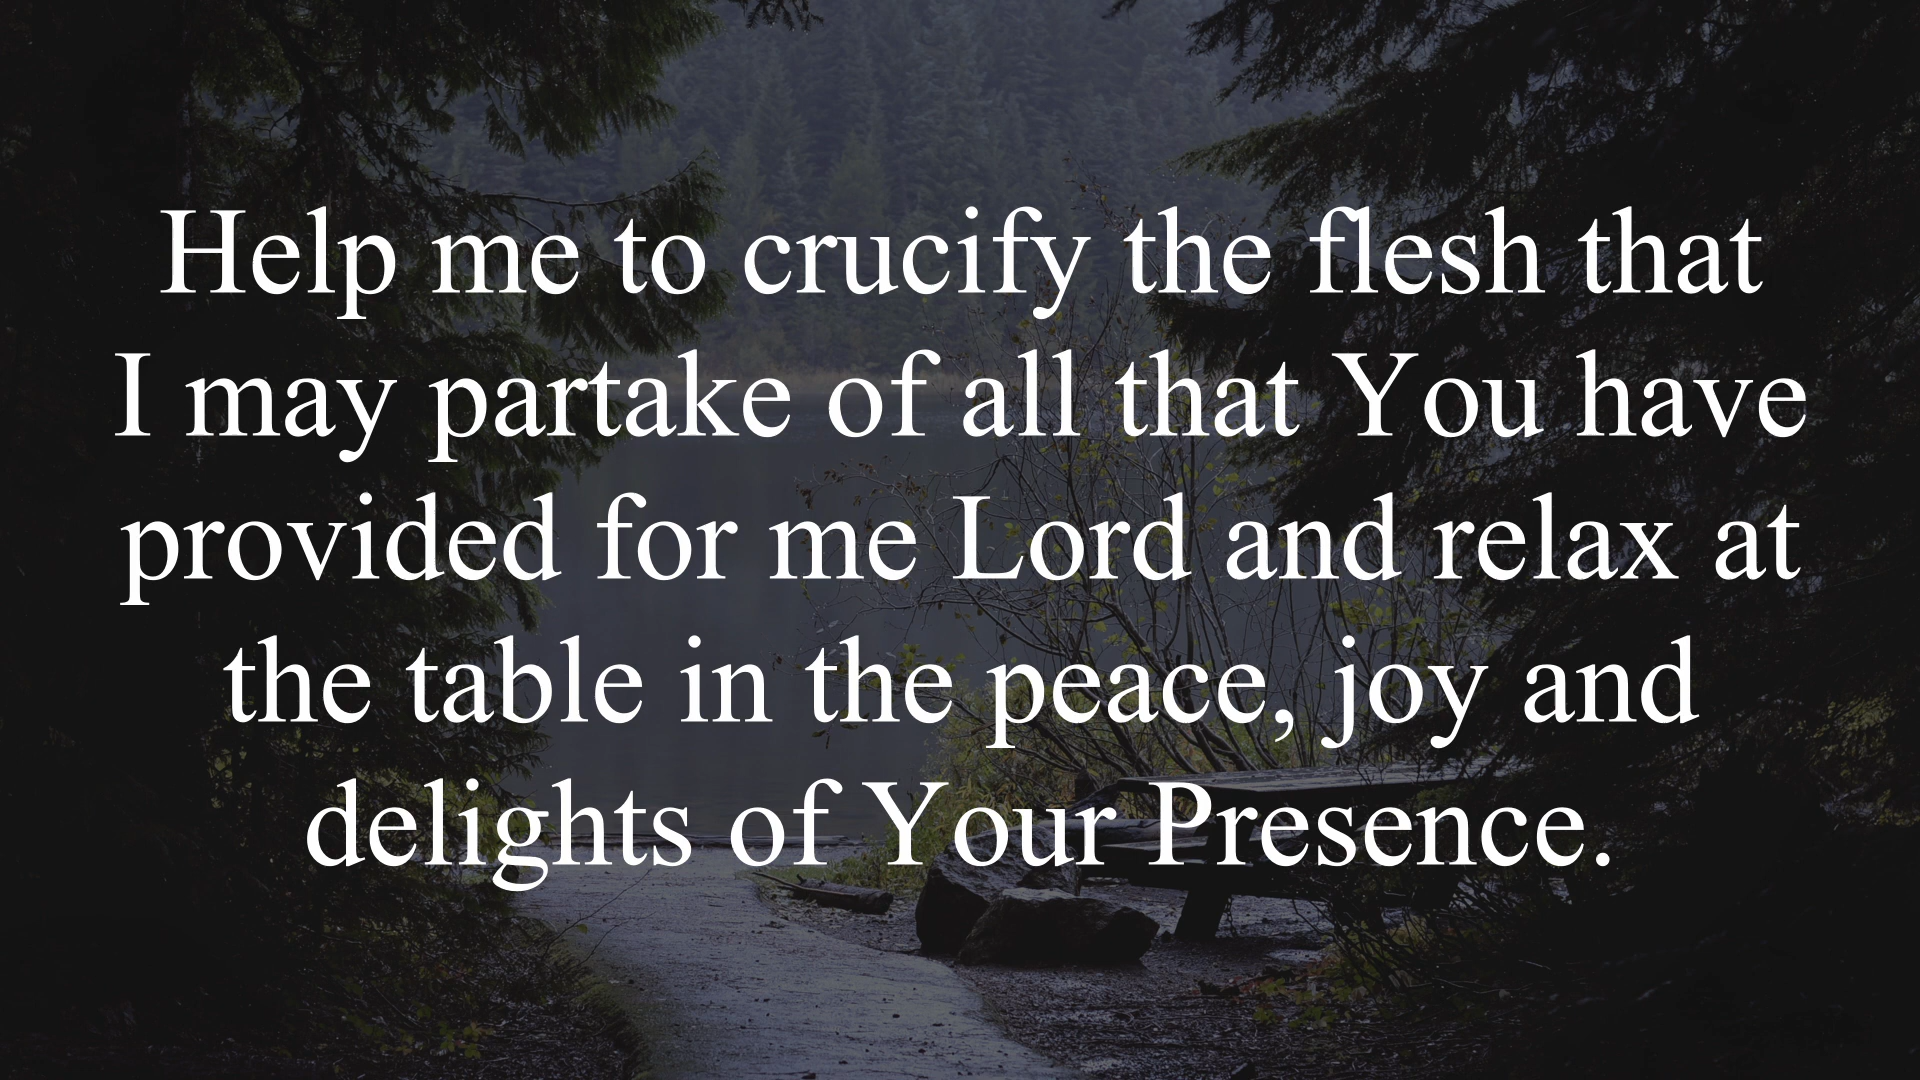 Help me to crucify the flesh that
I may partake of all that You have
provided for me Lord and relax at
the table in the peace, joy and
delights of Your Presence.